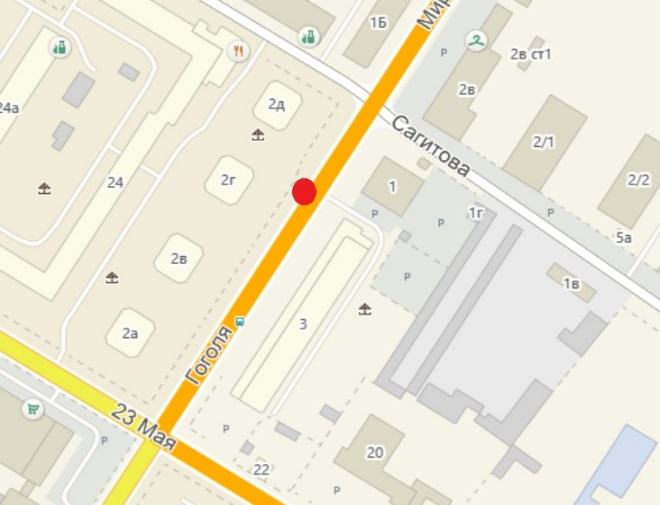 1Б
Мир
2в ст1
2в
2д
24а
Сагитова
2/1
24
2г
1
2/2
P
1г
5а
2в
1в
2а
3
Гоголя
23 Мая
20
22
P
P
P
P
P
P
P